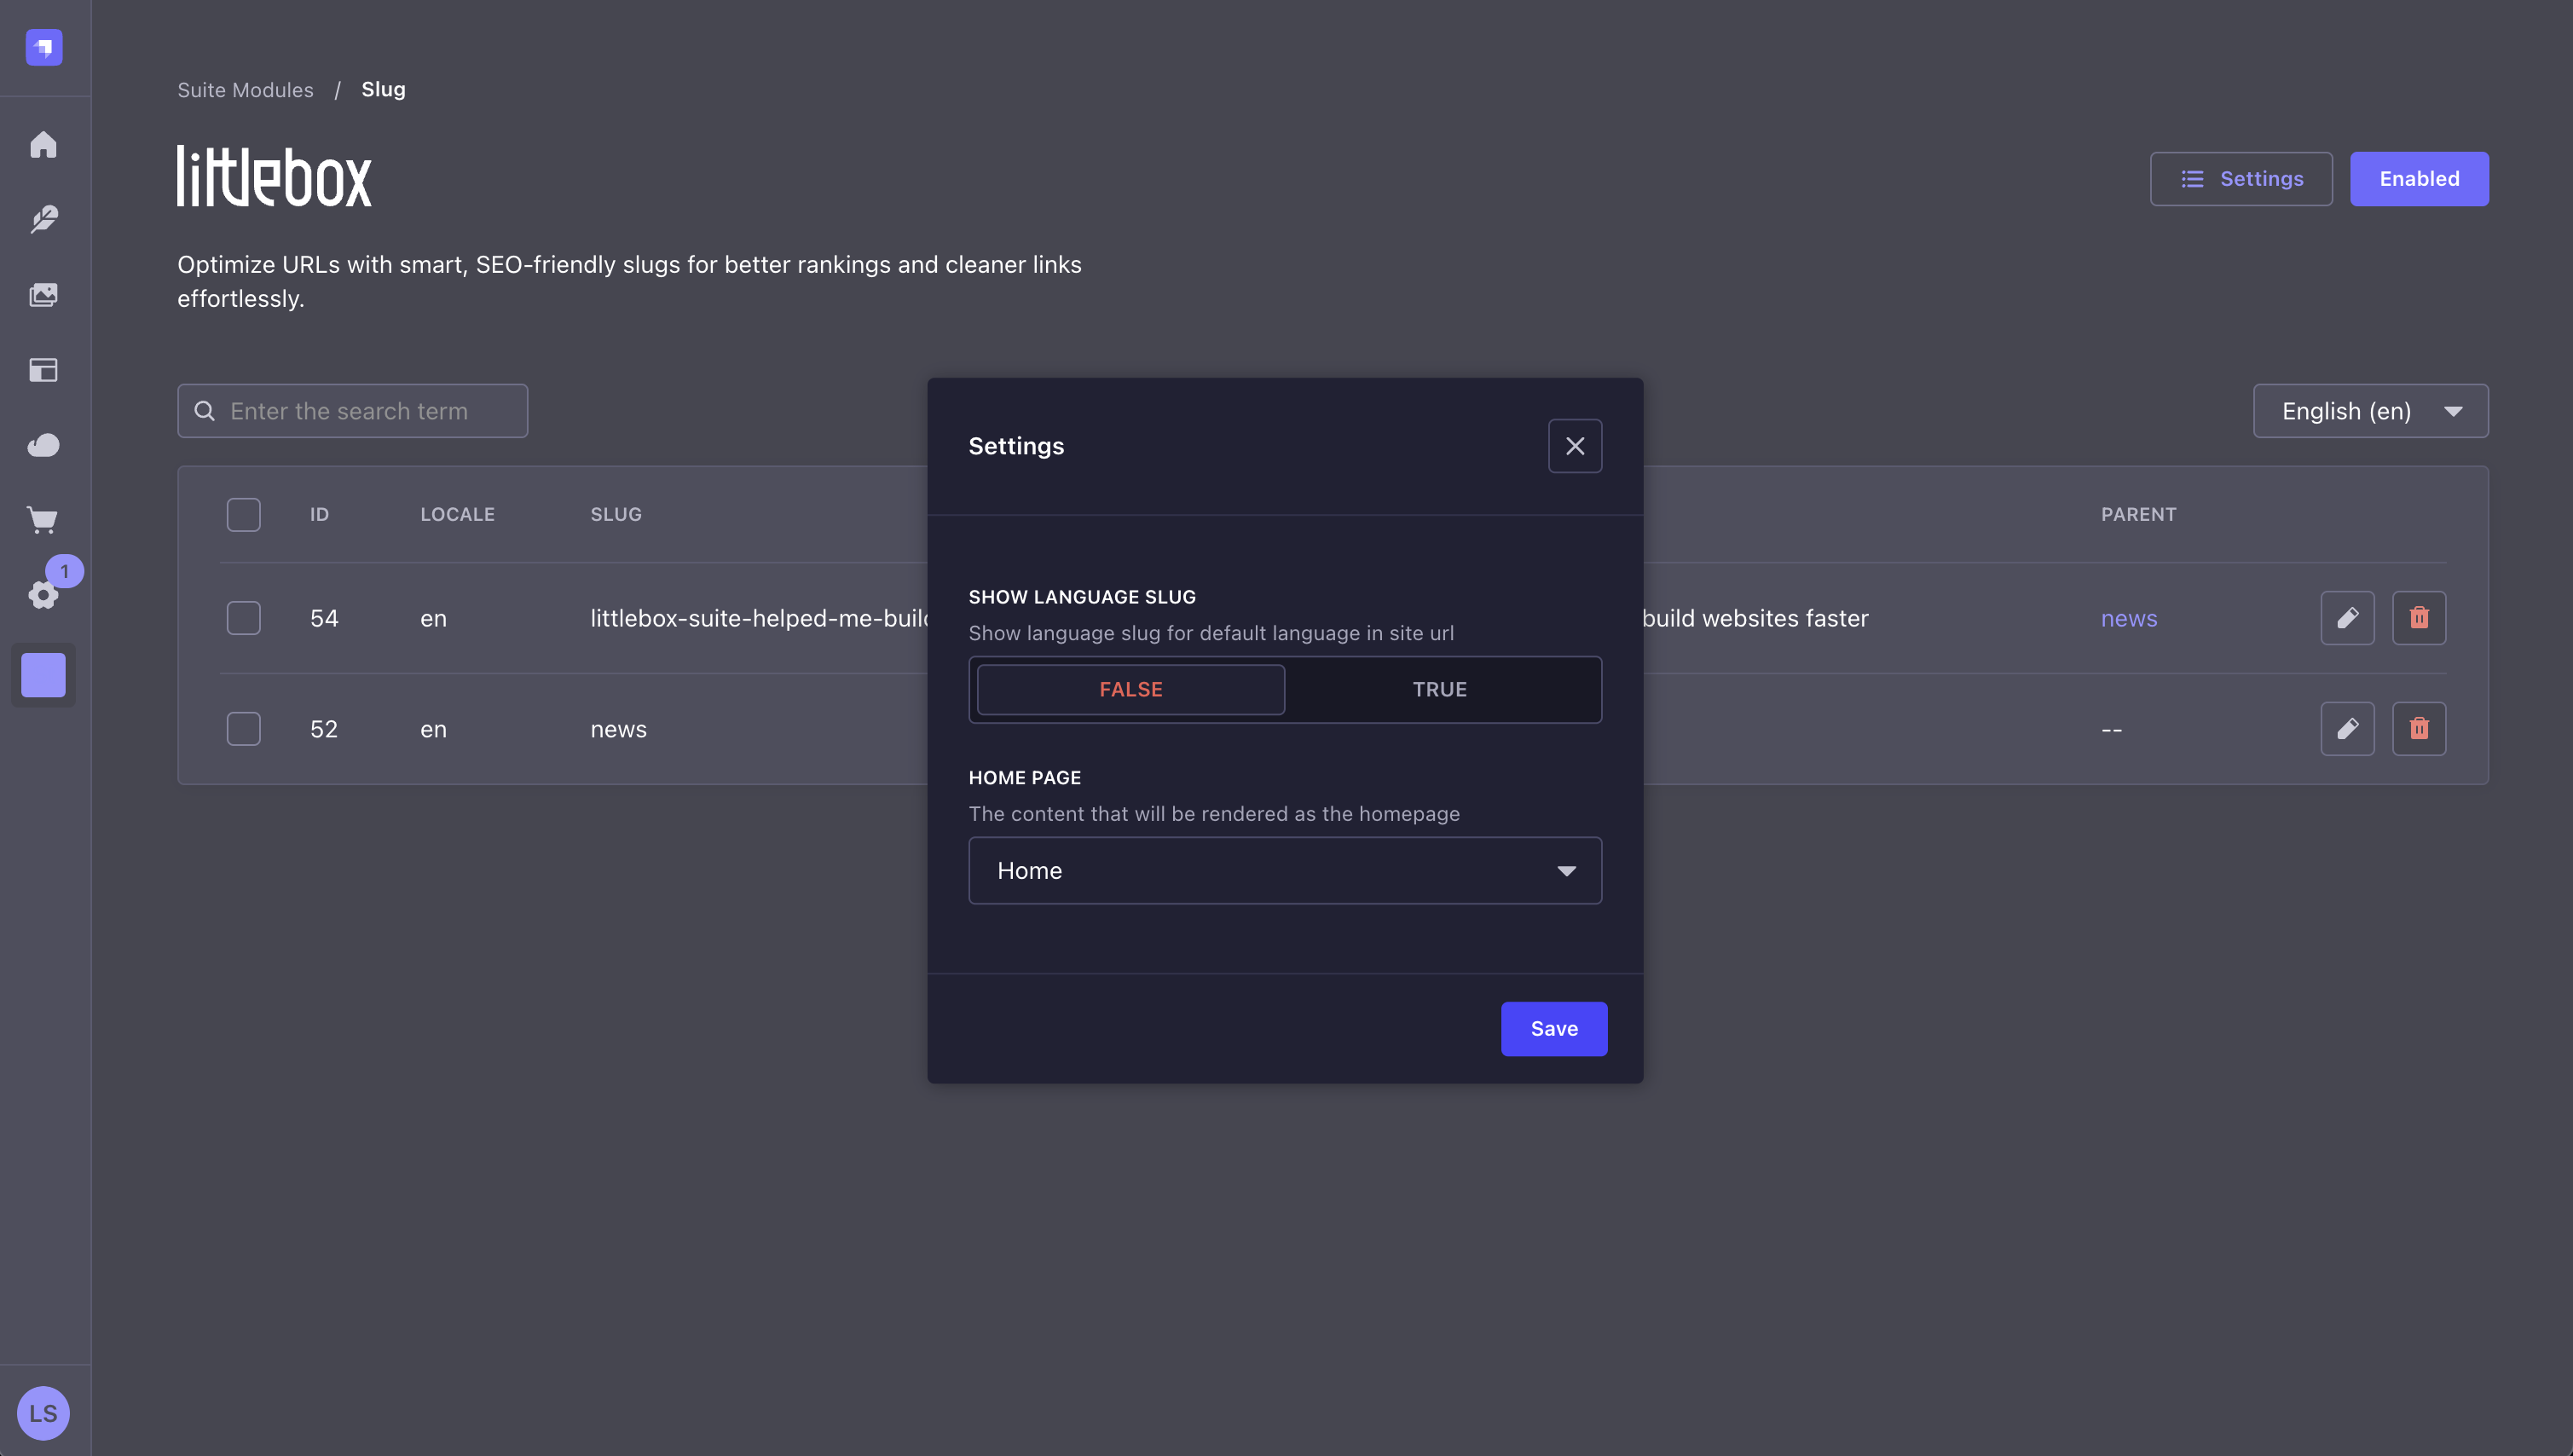 Suite Modules / Slug
littlebox
Settings
Enabled
Optimize URLs with smart, SEO-friendly slugs for better rankings and cleaner links
effortlessly.
Enter the search term
English (en)
ID LOCALE SLUG PARENT
1
54 en littlebox-suite-helped-me-build build websites faster news
52 en news --
Settings
SHOW LANGUAGE SLUG
Show language slug for default language in site url
FALSE TRUE
HOME PAGE
The content that will be rendered as the homepage
Home
Save
LS